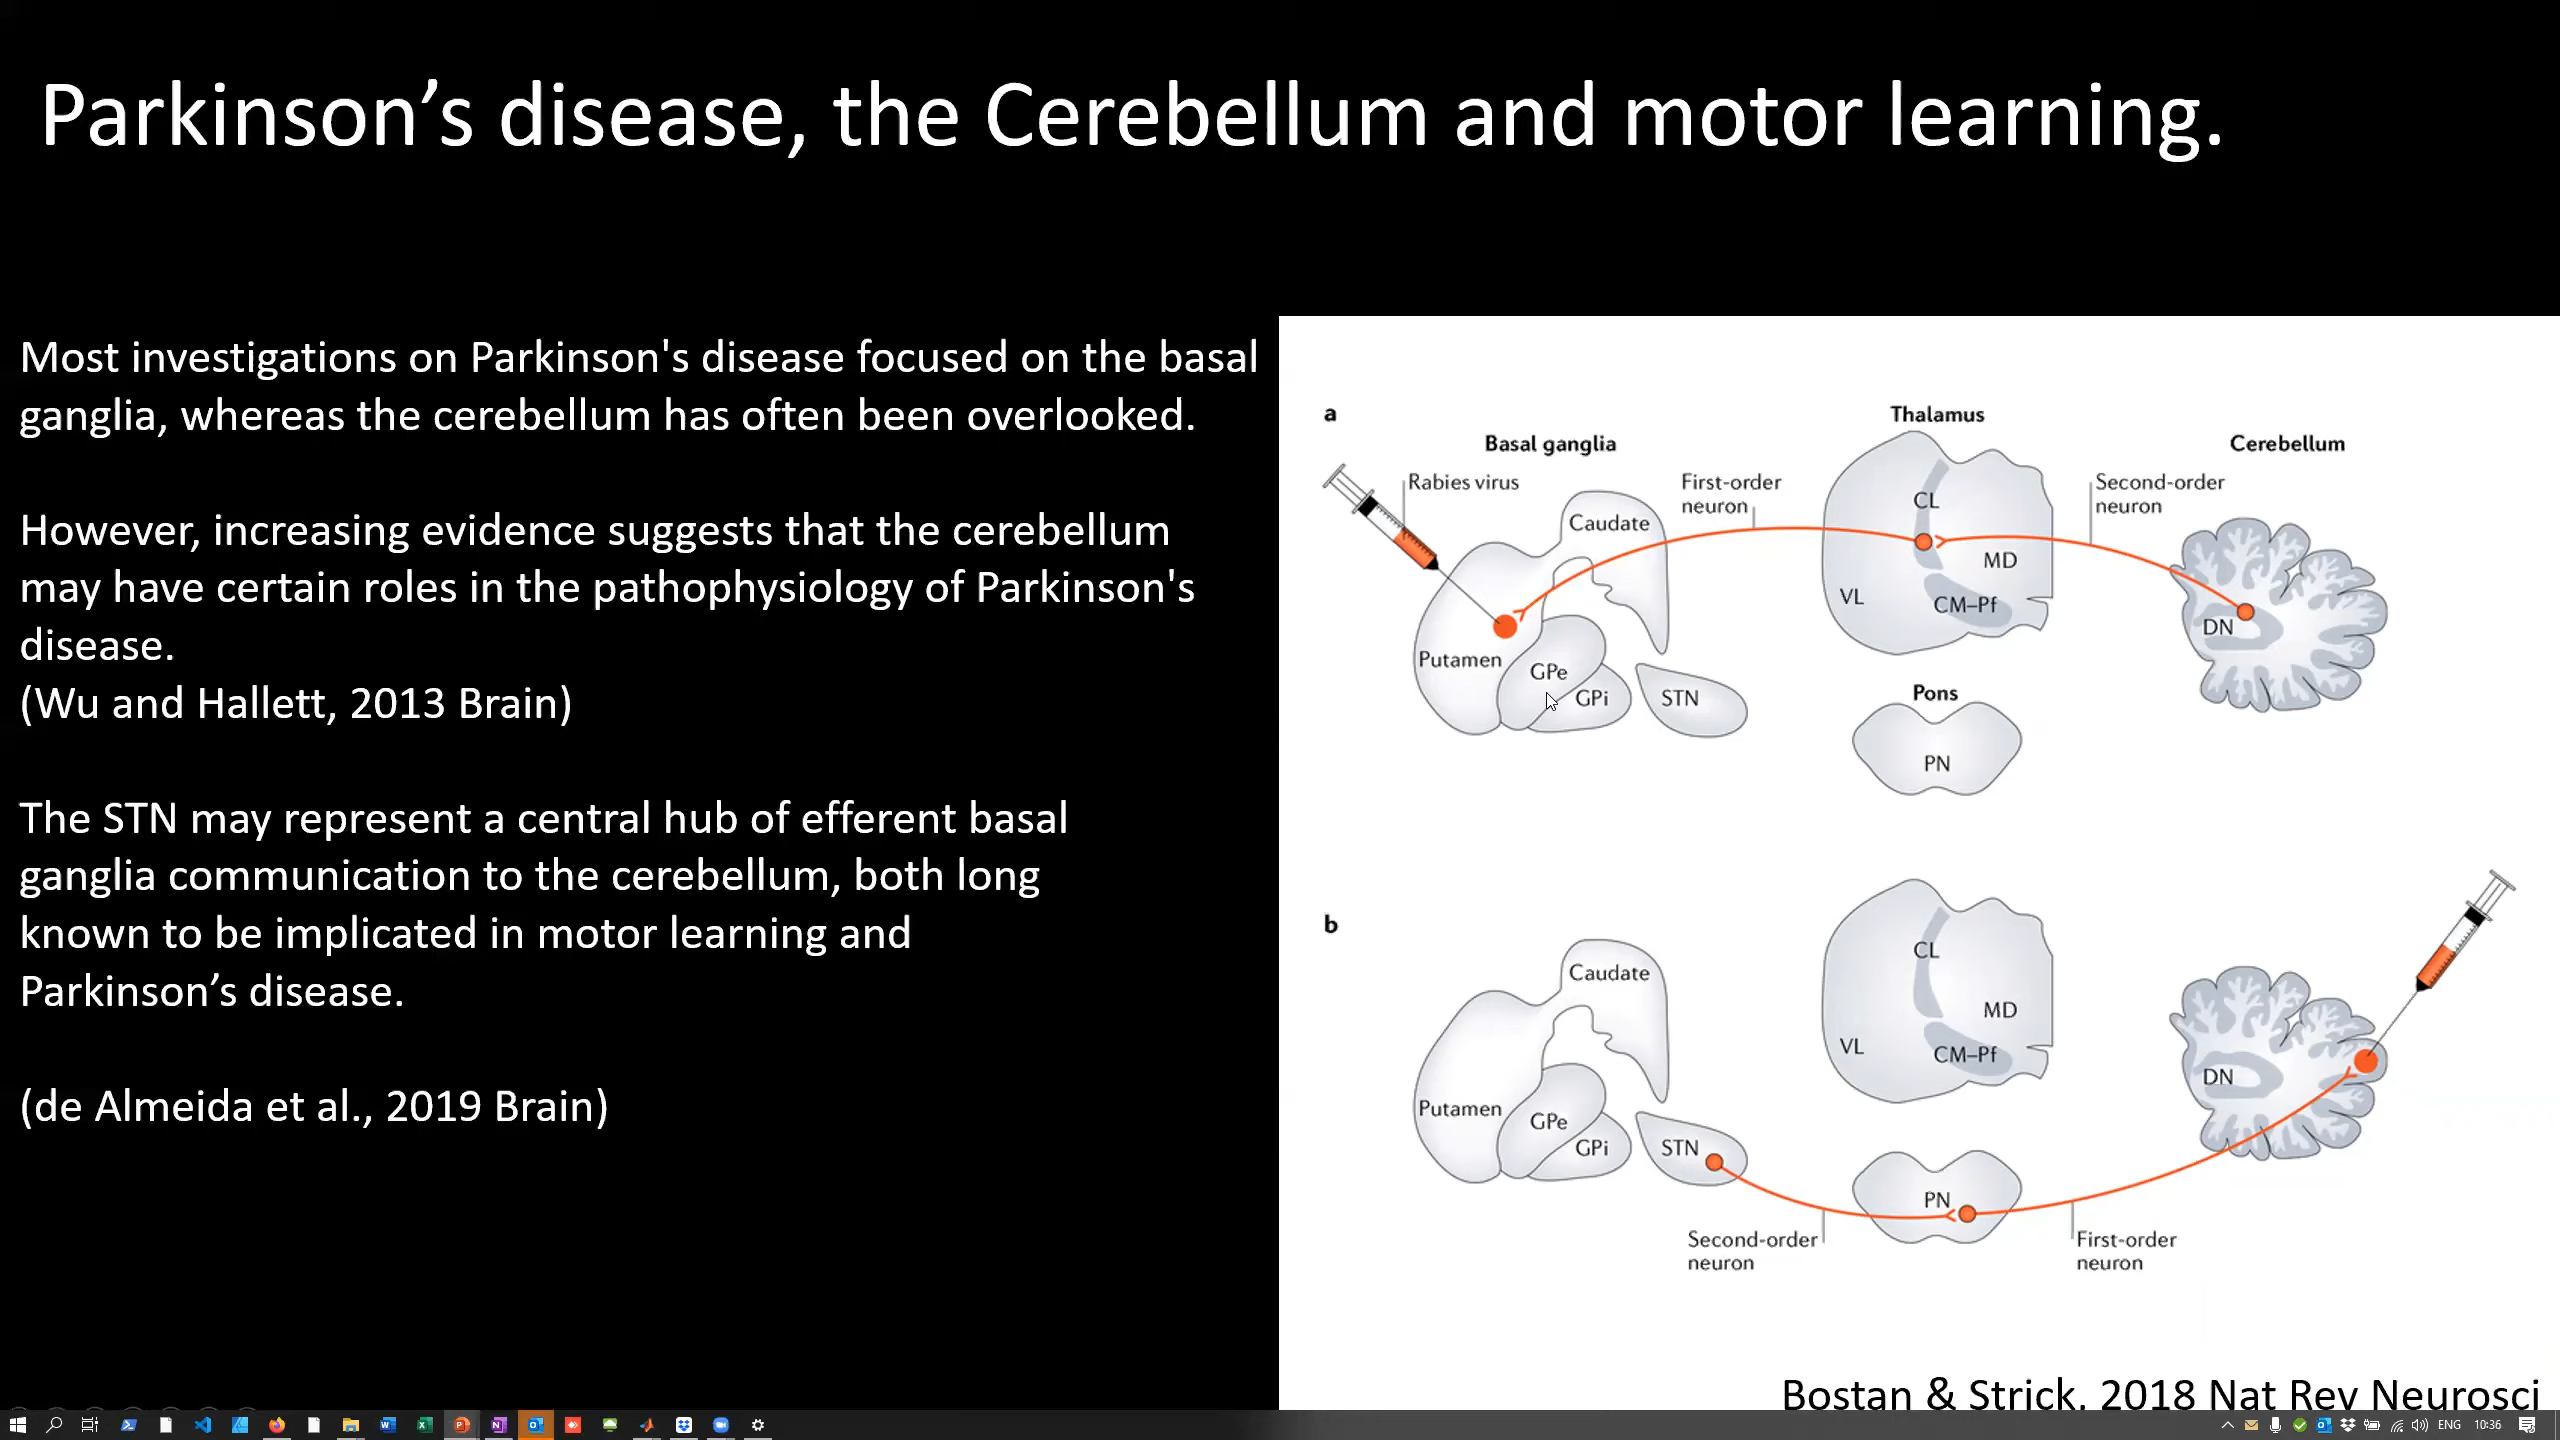 Parkinson’s disease, the Cerebellum and motor learning.
Most investigations on Parkinson's disease focused on the basal
ganglia, whereas the cerebellum has often been overlooked.
However, increasing evidence suggests that the cerebellum
may have certain roles in the pathophysiology of Parkinson's
disease.
(Wu and Hallett, 2013 Brain)
The STN may represent a central hub of efferent basal
ganglia communication to the cerebellum, both long
known to be implicated in motor learning and
Parkinson’s disease.
(de Almeida et al., 2019 Brain)
a
Basal ganglia
Thalamus
Cerebellum
Rabies virus
First-order
neuron
Second-order
neuron
Caudate
CL
MD
VL
CM–Pf
DN
Putamen
GPe
GPi
STN
Pons
PN
b
Caudate
CL
MD
VL
CM–Pf
DN
Putamen
GPe
GPi
STN
PN
Second-order
neuron
First-order
neuron
Bostan & Strick, 2018 Nat Rev Neurosci
ENG
10:36